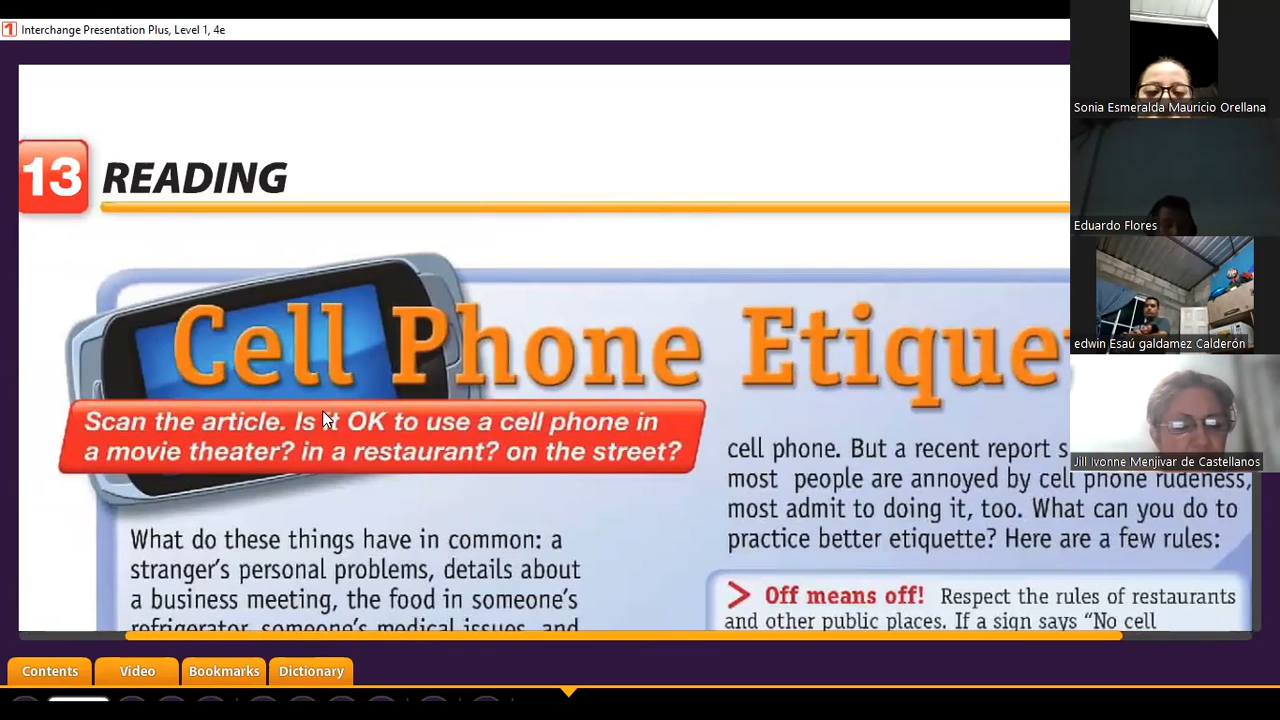 Interchange Presentation Plus, Level 1, 4e
13 READING
Cell Phone
Scan the article. Is it OK to use a cell phone in
a movie theater? in a restaurant? on the street?
What do these things have in common: a
stranger's personal problems, details about
a business meeting, the food in someone's
refrigerator, someone's medical issues, and
cell phone. But a recent report
most people are annoyed by cell phone rudeness,
most admit to doing it, too. What can you do to
practice better etiquette? Here are a few rules:
> Off means off! Respect the rules of restaurants
and other public places. If a sign says "No cell
Contents
Video
Bookmarks
Dictionary
Sonia Esmeralda Mauricio Orellana
Eduardo Flores
edwin Esaú galdamez Calderón
Jill Ivonne Menjivar de Castellanos